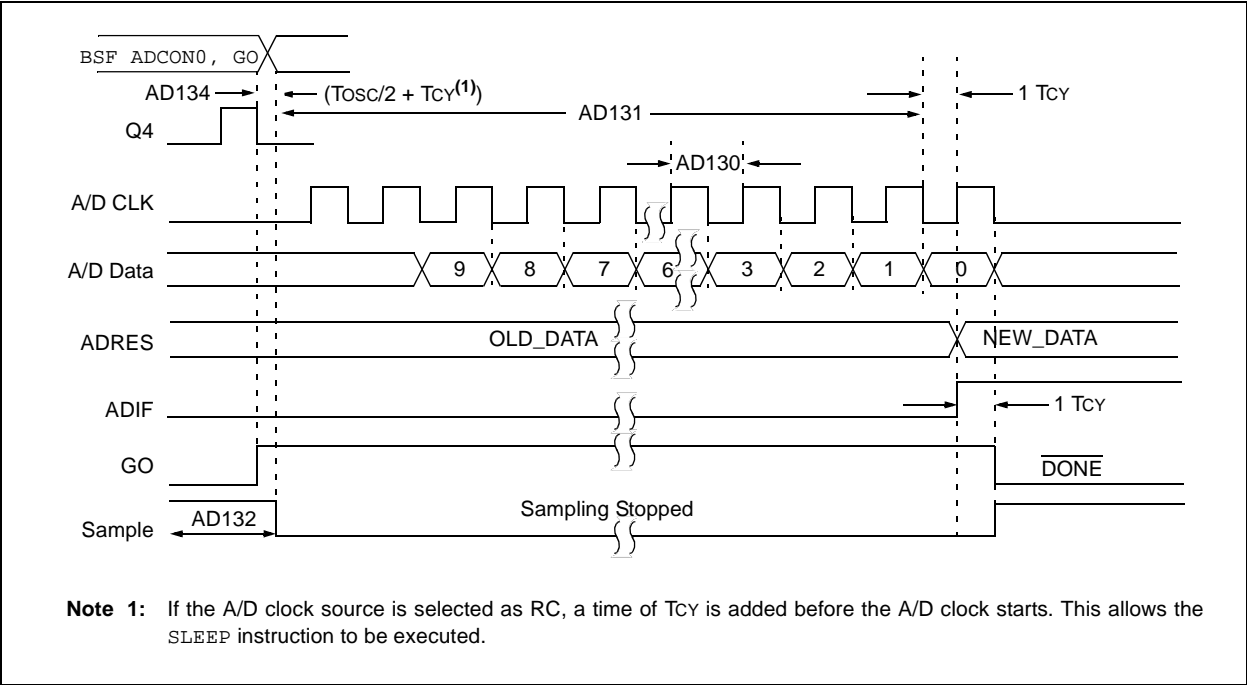 BSF ADCON0, GO
AD134 (TOSC/2 + TCY(1)) 1 TCY
AD131
Q4
AD130
A/D CLK
A/D Data 9 8 7 6 3 2 1 0
ADRES OLD_DATA NEW_DATA
ADIF 1 TCY
GO DONE
Sample AD132 Sampling Stopped
Note 1: If the A/D clock source is selected as RC, a time of TCY is added before the A/D clock starts. This allows the
SLEEP instruction to be executed.